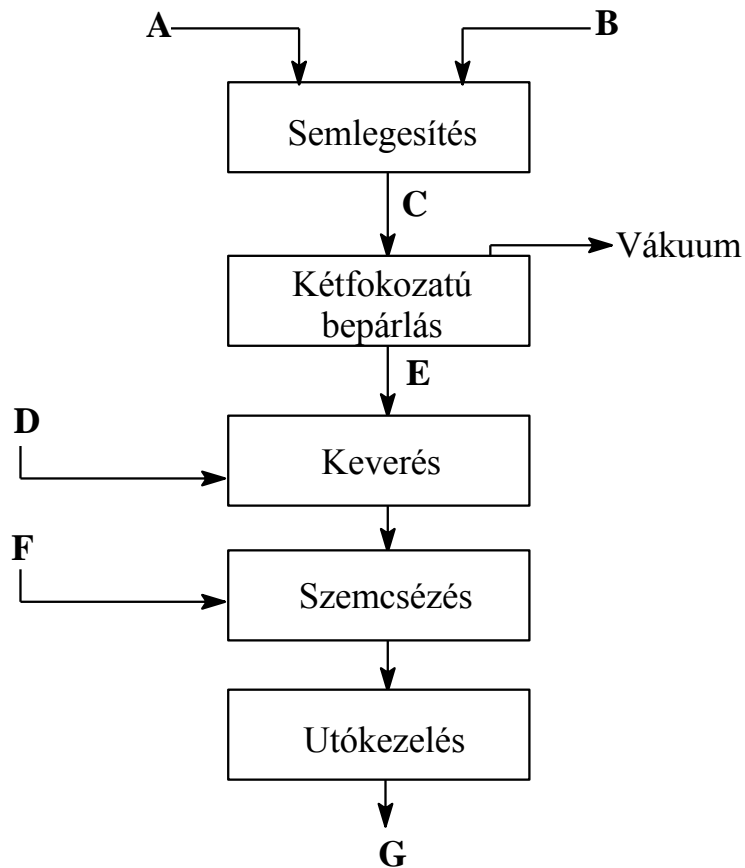 A
B
Semlegesítés
C
Vákuum
Kétfokozatú
bepárlás
E
D
Keverés
F
Szemcsézés
Utókezelés
G